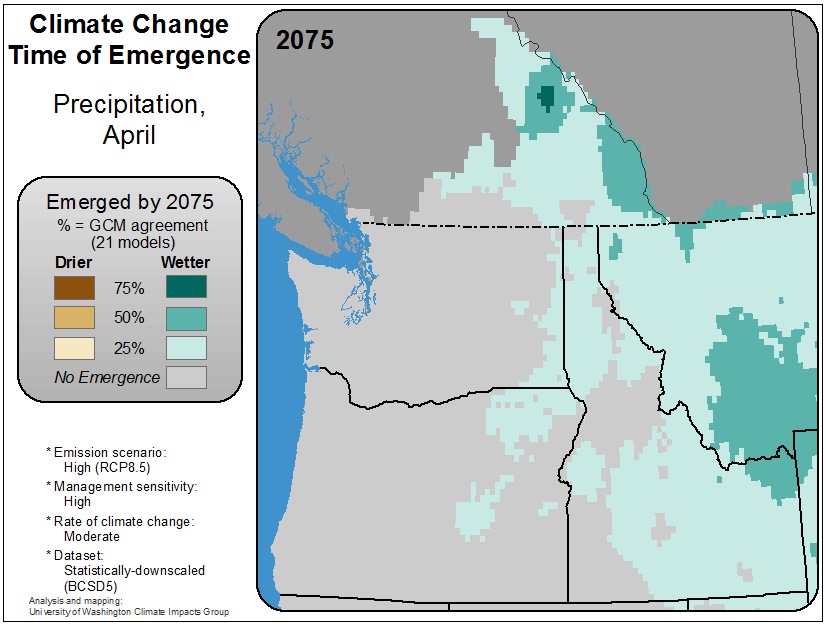 Climate Change
Time of Emergence
2075
Precipitation,
April
Emerged by 2075
% = GCM agreement
(21 models)
Drier Wetter
75%
50%
25%
No Emergence
* Emission scenario:
High (RCP8.5)
* Management sensitivity:
High
* Rate of climate change:
Moderate
* Dataset:
Statistically-downscaled
(BCSD5)
Analysis and mapping:
University of Washington Climate Impacts Group